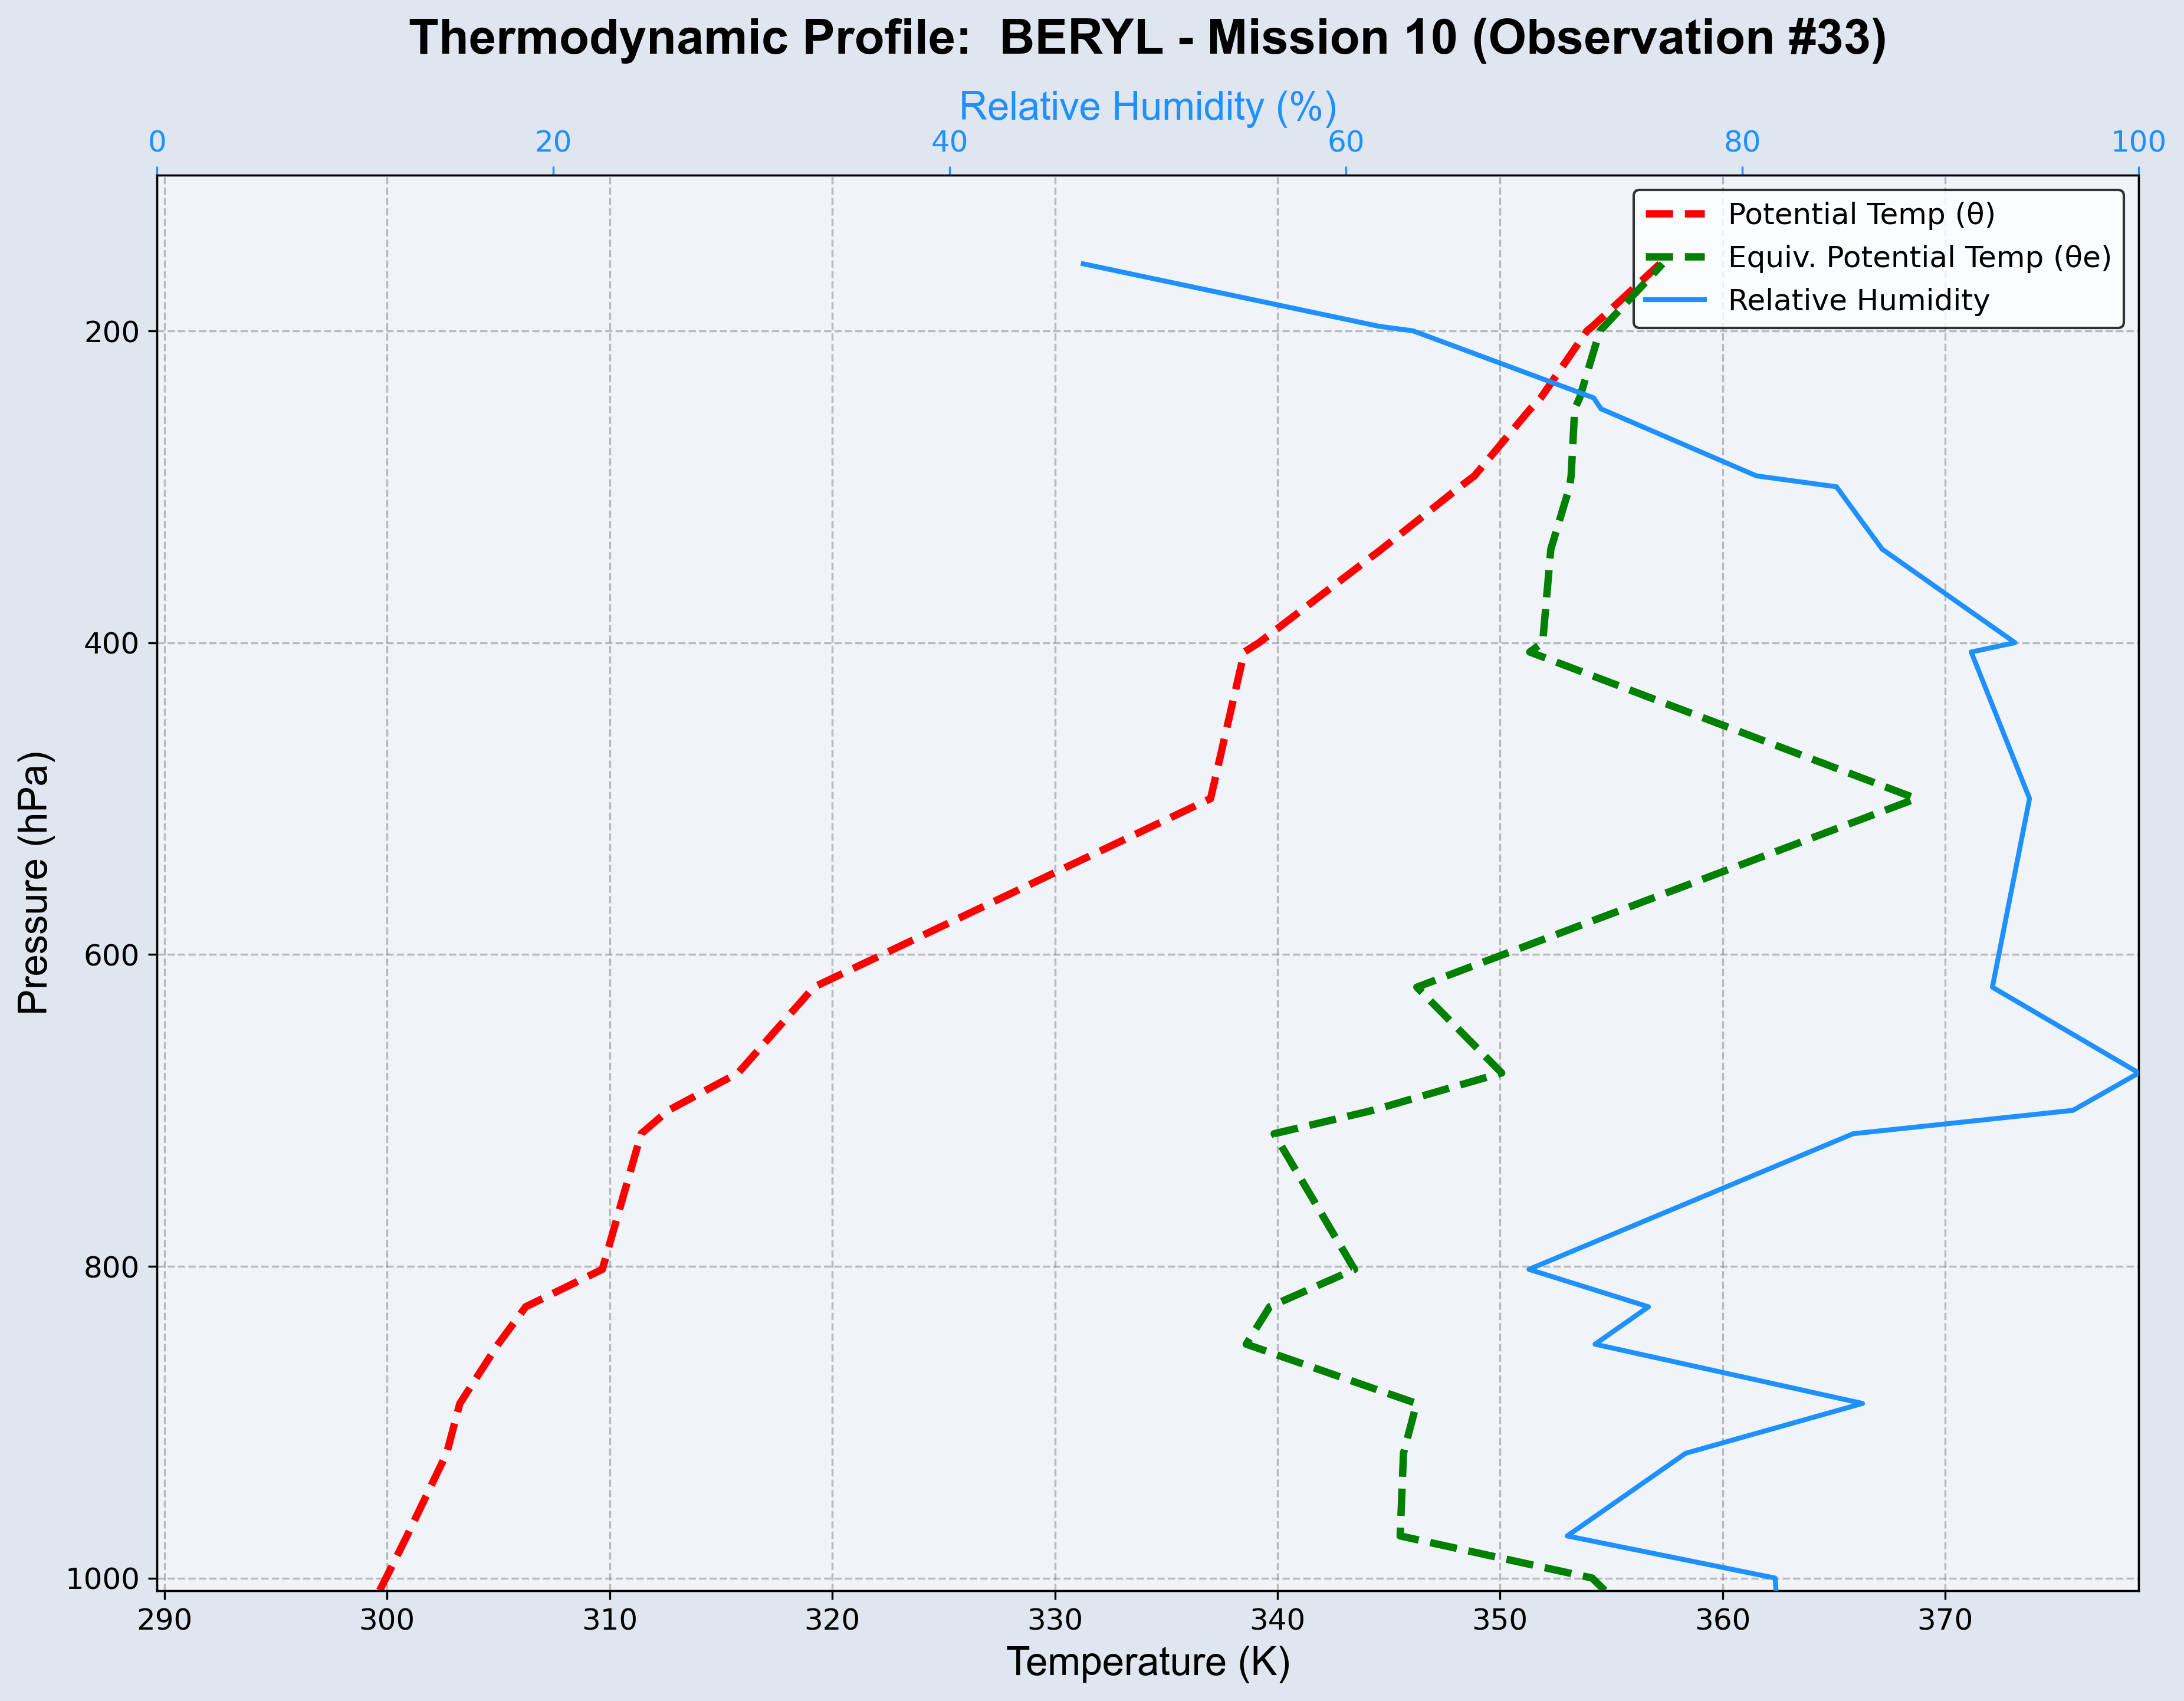 Thermodynamic Profile:  BERYL - Mission 10 (Observation #33)
Relative Humidity (%)
0 20 40 60 80 100
Potential Temp (θ)
Equiv. Potential Temp (θe)
Relative Humidity
Pressure (hPa)
200
400
600
800
1000
290 300 310 320 330 340 350 360 370
Temperature (K)